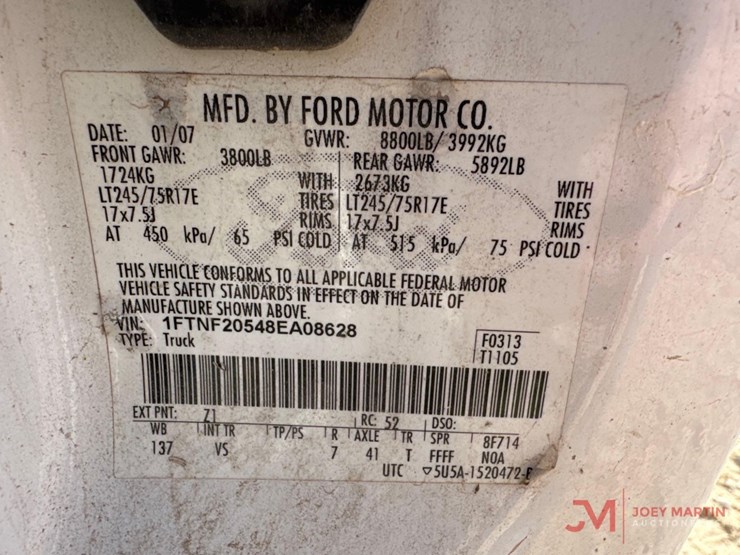 MFD. BY FORD MOTOR CO.
DATE: 01/07 GVWR: 8800LB/ 3992KG
FRONT GAWR: 3800LB REAR GAWR: 5892LB
1724KG WITH 2673KG WITH
LT245/75R17E TIRES LT245/75R17E TIRES
17x7.5J RIMS 17x7.5J RIMS
AT 450 kPa/ 65 PSI COLD AT 515 kPa/ 75 PSI COLD
THIS VEHICLE CONFORMS TO ALL APPLICABLE FEDERAL MOTOR
VEHICLE SAFETY STANDARDS IN EFFECT ON THE DATE OF
MANUFACTURE SHOWN ABOVE.
VIN: 1FTNF20548EA08628
TYPE: Truck
F0313
T1105
EXT PNT: Z1 RC: 52 DSO:
WB INT TR TP/PS R AXLE TR SPR 8F714
137 VS 7 41 T FFFF NOA
UTC ▽5U5A-1520472-
Ford
JM JOEY MARTIN
AUCTIONEERS